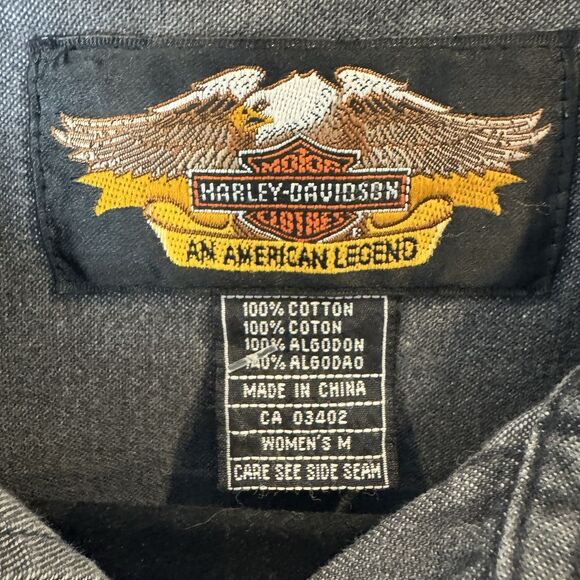 MOTOR
HARLEY-DAVIDSON
CLOTHES
AN AMERICAN LEGEND
100% COTTON
100% COTON
100% ALGODON
100% ALGODAO
MADE IN CHINA
CA 03402
WOMEN'S M
CARE SEE SIDE SEAM